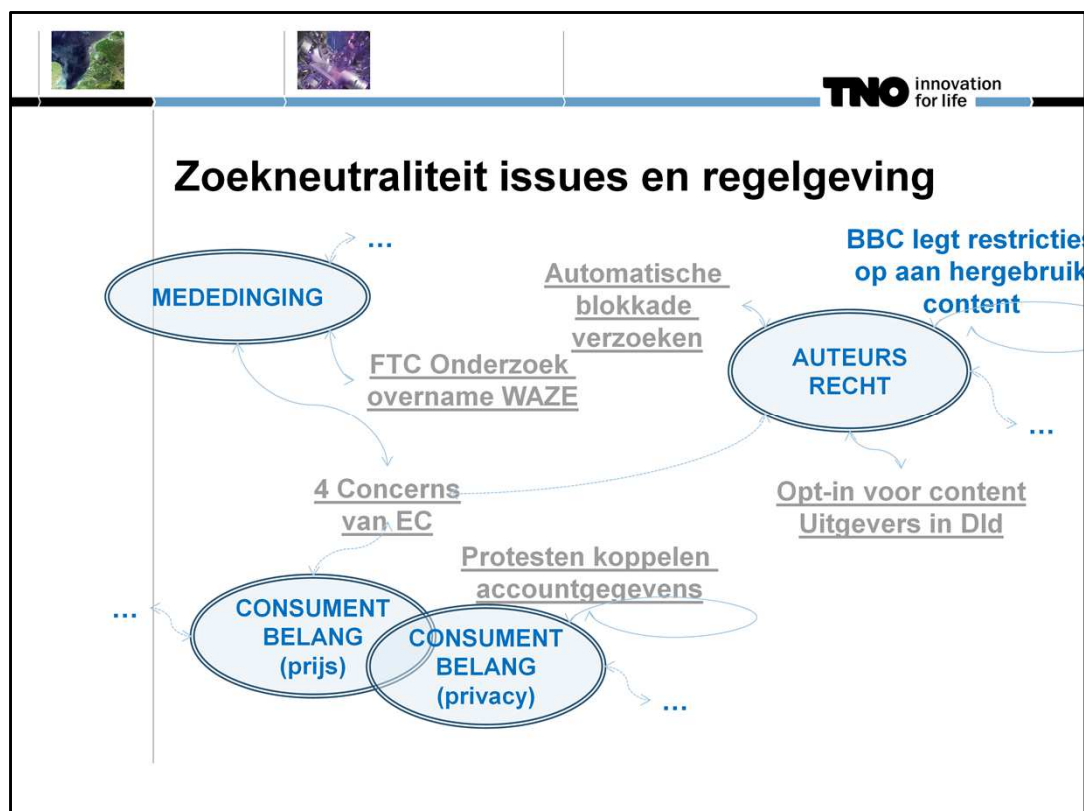 TNO innovation
for life
Zoekneutraliteit issues en regelgeving
...
BBC legt restricties
op aan hergebruik
content
MEDEDINGING
Automatische
blokkade
verzoeken
FTC Onderzoek
overname WAZE
AUTEURS
RECHT
...
4 Concerns
van EC
Opt-in voor content
Uitgevers in Dld
Protesten koppelen
accountgegevens
...
CONSUMENT
BELANG
(prijs)
CONSUMENT
BELANG
(privacy)
...